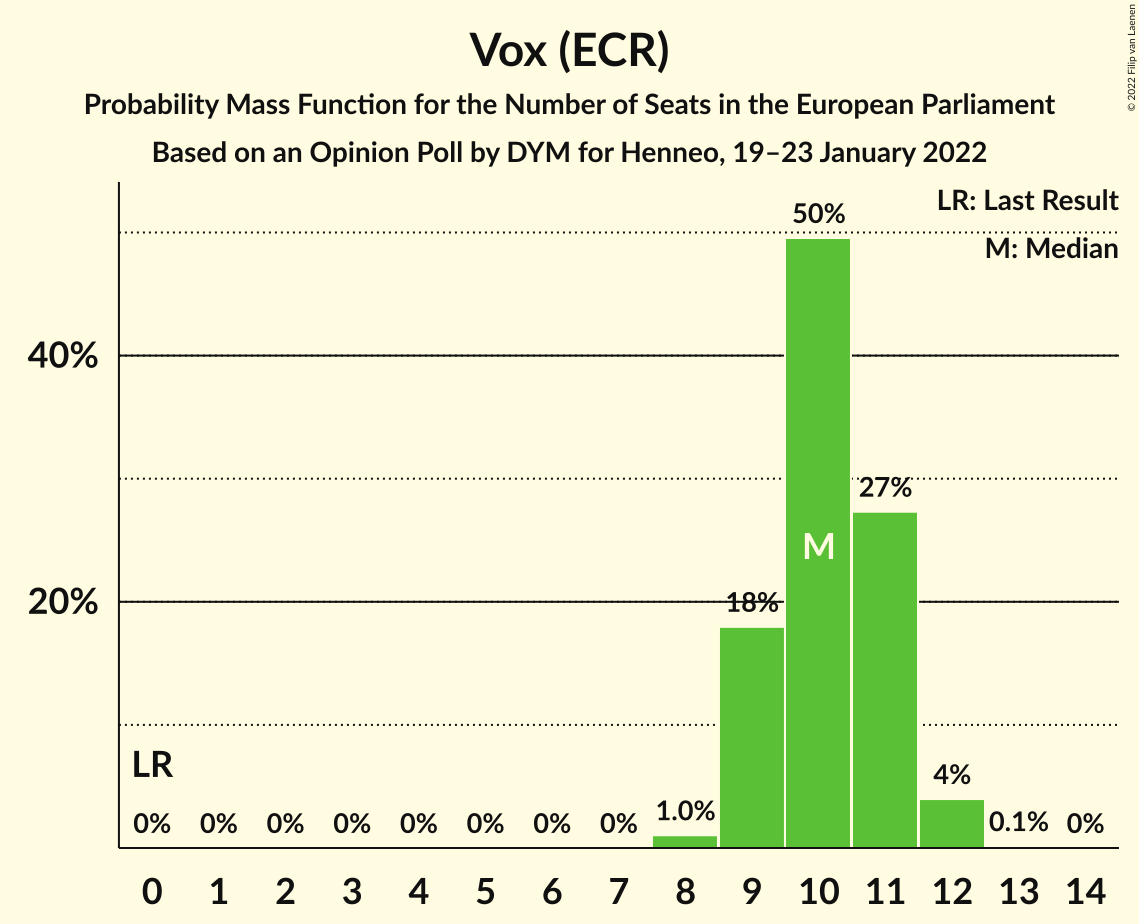 Vox (ECR)
Probability Mass Function for the Number of Seats in the European Parliament
Based on an Opinion Poll by DYM for Henneo, 19–23 January 2022
© 2022 Filip van Laenen
LR: Last Result
M: Median
50%
40%
27%
M
20%
18%
LR
4%
1.0%
0% 0% 0% 0% 0% 0% 0% 0% 0.1% 0%
0 1 2 3 4 5 6 7 8 9 10 11 12 13 14